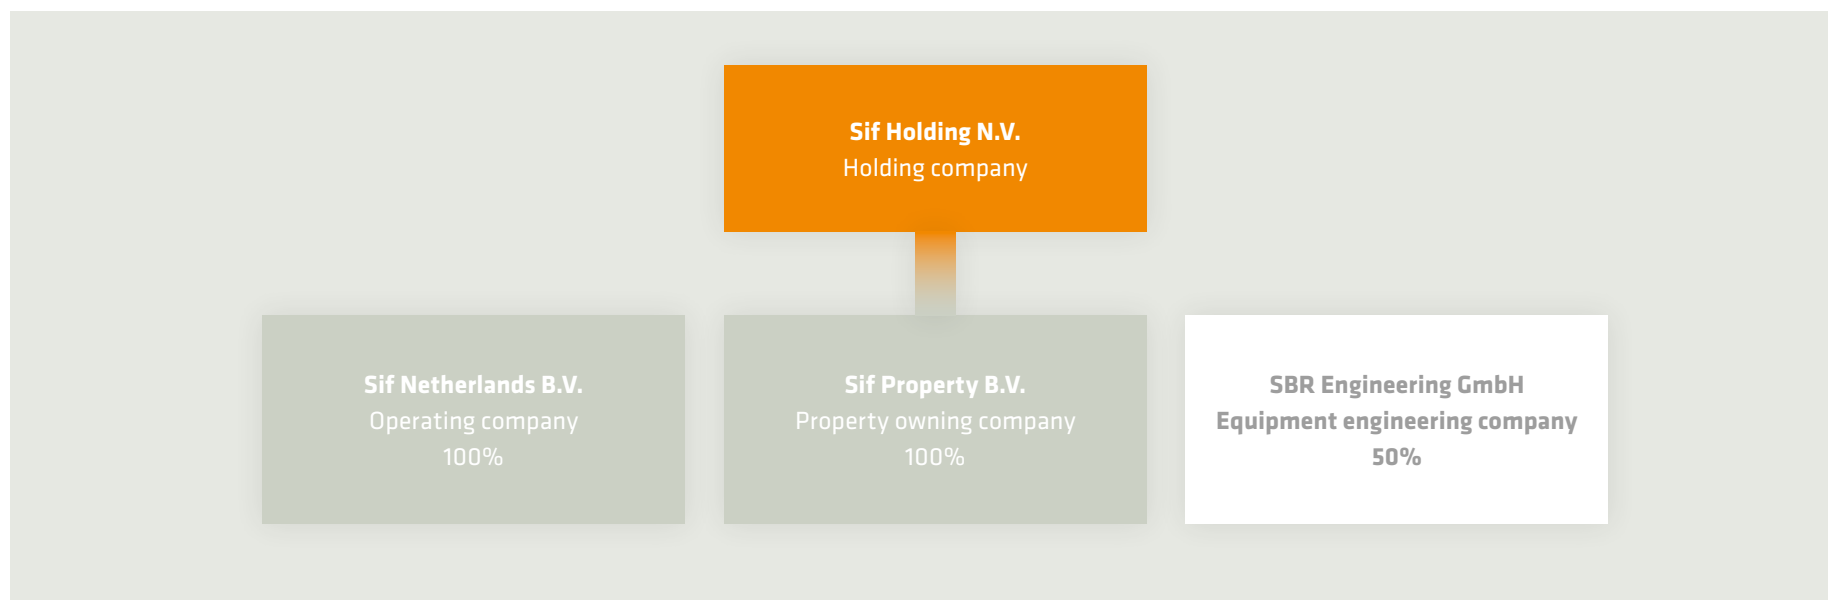 Sif Holding N.V.
Holding company
Sif Netherlands B.V.
Operating company
100%
Sif Property B.V.
Property owning company
100%
SBR Engineering GmbH
Equipment engineering company
50%